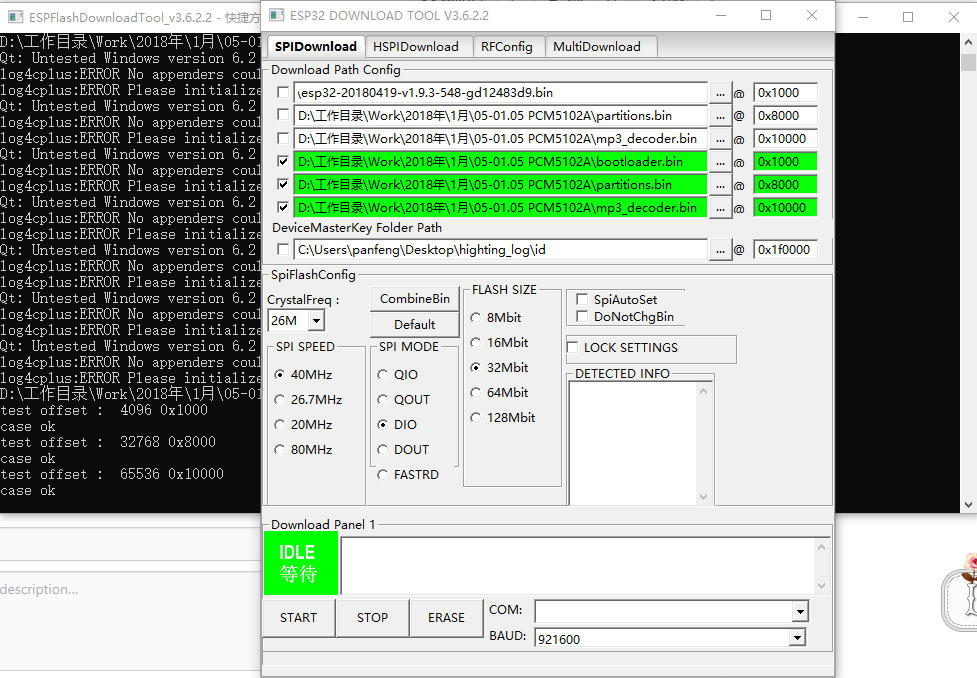 ESPFlashDownloadTool_v3.6.2.2 - 快捷方
D:\工作目录\Work\2018年\1月\05-01
Qt: Untested Windows version 6.2
log4cplus:ERROR No appenders coul
log4cplus:ERROR Please initialize
Qt: Untested Windows version 6.2
log4cplus:ERROR No appenders coul
log4cplus:ERROR Please initialize
Qt: Untested Windows version 6.2
log4cplus:ERROR No appenders coul
log4cplus:ERROR Please initialize
Qt: Untested Windows version 6.2
log4cplus:ERROR No appenders coul
log4cplus:ERROR Please initialize
Qt: Untested Windows version 6.2
log4cplus:ERROR No appenders coul
log4cplus:ERROR Please initialize
Qt: Untested Windows version 6.2
log4cplus:ERROR No appenders coul
log4cplus:ERROR Please initialize
Qt: Untested Windows version 6.2
log4cplus:ERROR No appenders coul
log4cplus:ERROR Please initialize
D:\工作目录\Work\2018年\1月\05-01
test offset : 4096 0x1000
case ok
test offset : 32768 0x8000
case ok
test offset : 65536 0x10000
case ok
description...
ESP32 DOWNLOAD TOOL V3.6.2.2
SPIDownload HSPIDownload RFConfig MultiDownload
Download Path Config
\esp32-20180419-v1.9.3-548-gd12483d9.bin ... @ 0x1000
D:\工作目录\Work\2018年\1月\05-01.05 PCM5102A\partitions.bin ... @ 0x8000
D:\工作目录\Work\2018年\1月\05-01.05 PCM5102A\mp3_decoder.bin ... @ 0x10000
D:\工作目录\Work\2018年\1月\05-01.05 PCM5102A\bootloader.bin ... @ 0x1000
D:\工作目录\Work\2018年\1月\05-01.05 PCM5102A\partitions.bin ... @ 0x8000
D:\工作目录\Work\2018年\1月\05-01.05 PCM5102A\mp3_decoder.bin ... @ 0x10000
DeviceMasterKey Folder Path
C:\Users\panfeng\Desktop\highting_log\id ... @ 0x1f0000
SpiFlashConfig
CrystalFreq :
26M
CombineBin
Default
SPI SPEED
40MHz
26.7MHz
20MHz
80MHz
SPI MODE
QIO
QOUT
DIO
DOUT
FASTRD
FLASH SIZE
8Mbit
16Mbit
32Mbit
64Mbit
128Mbit
SpiAutoSet
DoNotChgBin
LOCK SETTINGS
DETECTED INFO
Download Panel 1
IDLE
等待
START STOP ERASE
COM:
BAUD: 921600